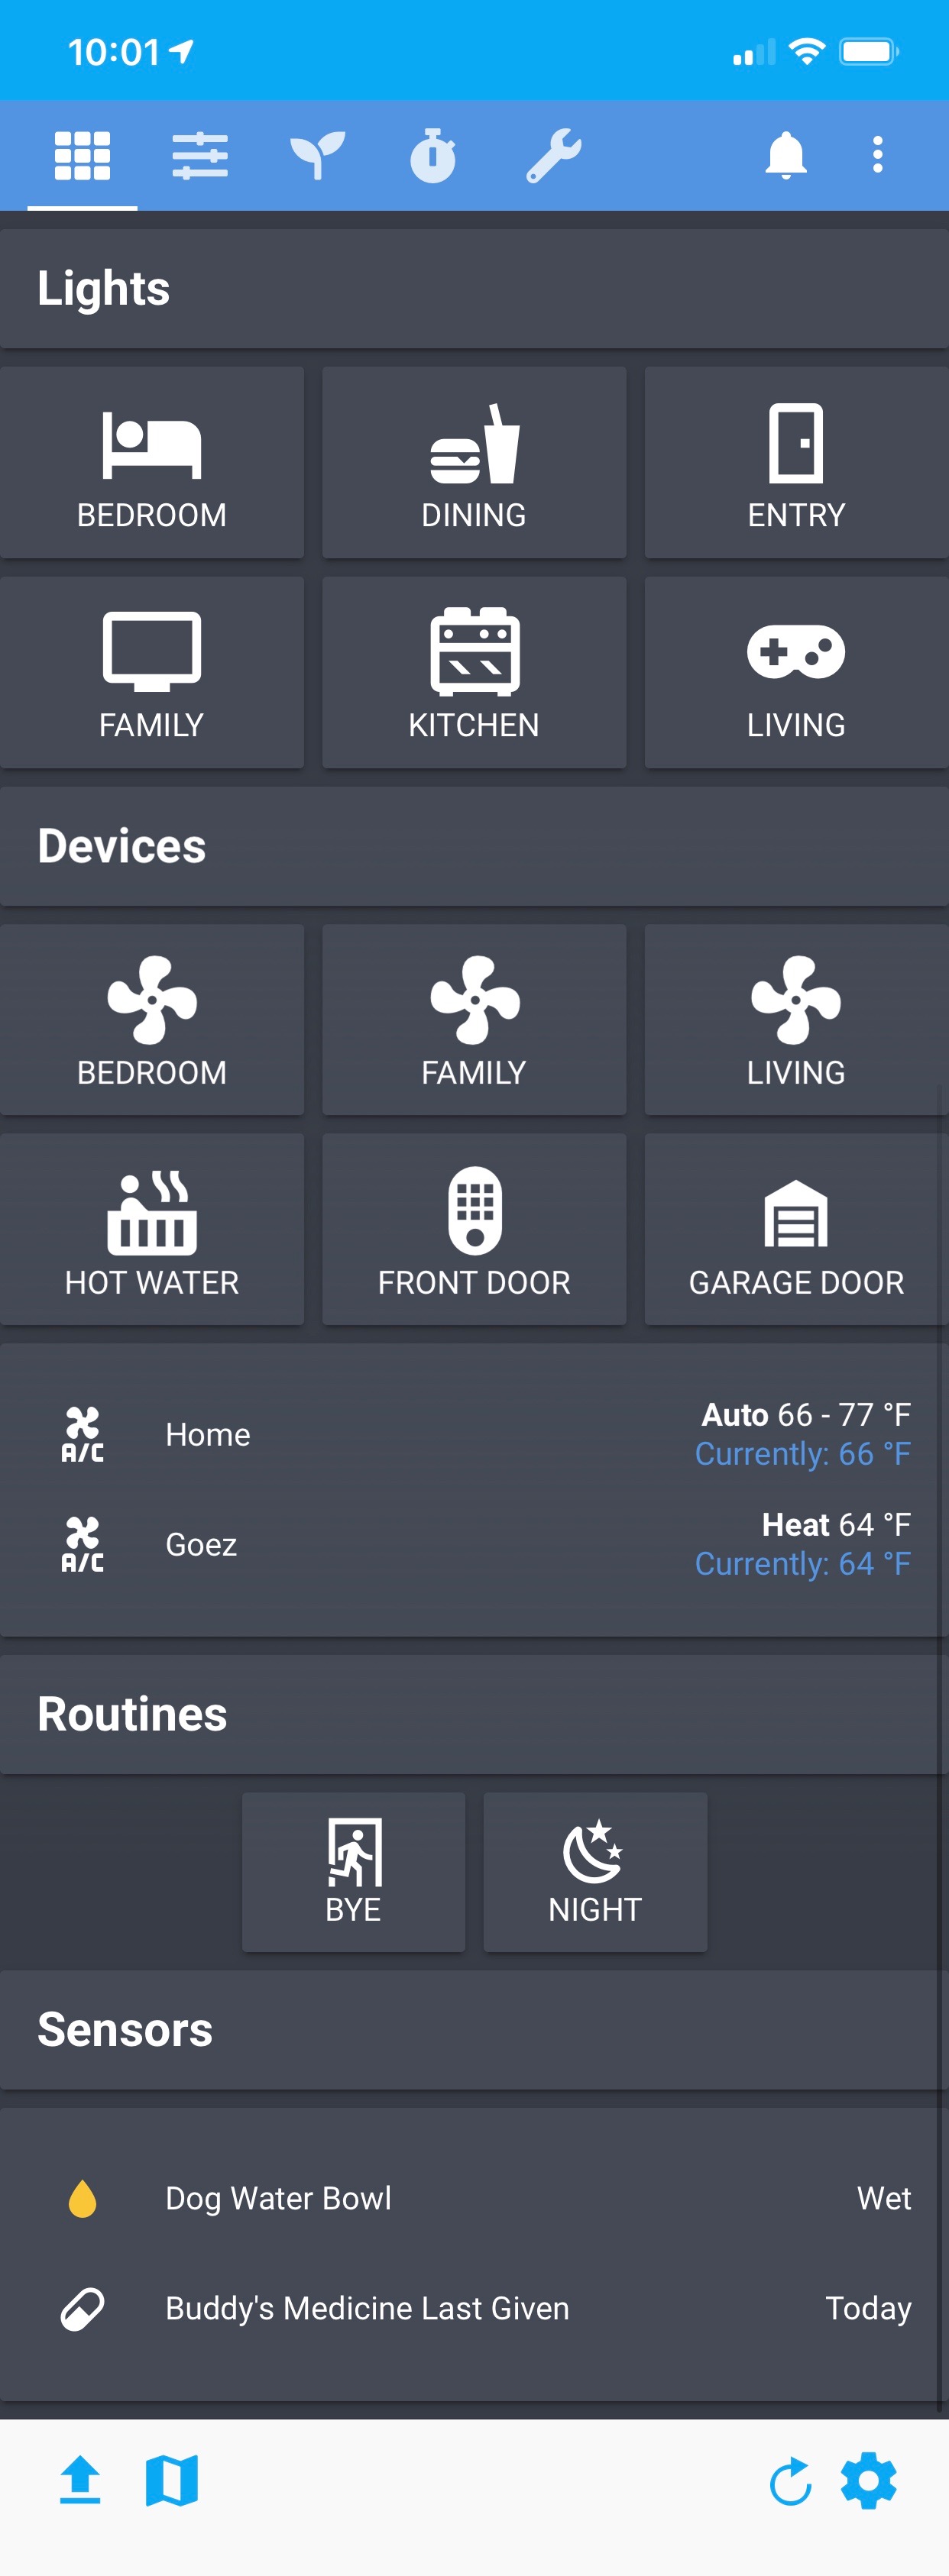 10:01
Lights
BEDROOM
DINING
ENTRY
FAMILY
KITCHEN
LIVING
Devices
BEDROOM
FAMILY
LIVING
HOT WATER
FRONT DOOR
GARAGE DOOR
A/C Home Auto 66 - 77 °F
Currently: 66 °F
A/C Goez Heat 64 °F
Currently: 64 °F
Routines
BYE
NIGHT
Sensors
Dog Water Bowl Wet
Buddy's Medicine Last Given Today